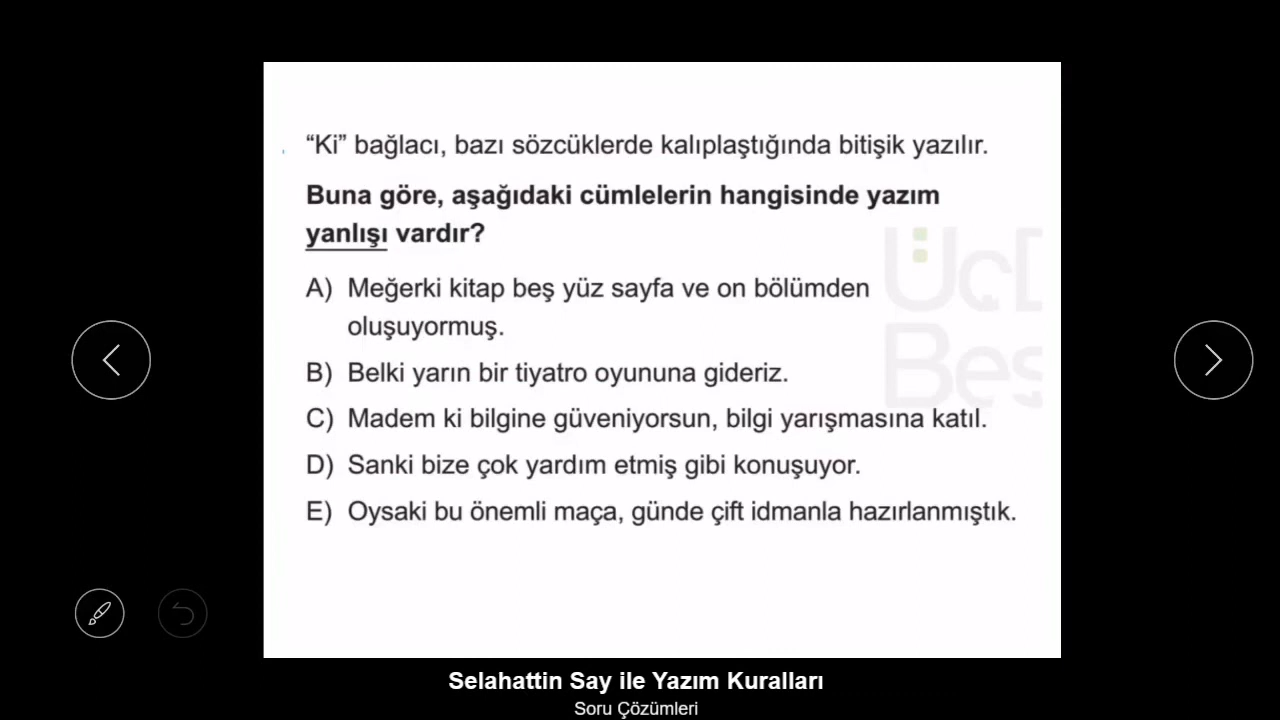 “Ki” bağlacı, bazı sözcüklerde kalıplaştığında bitişik yazılır.
Buna göre, aşağıdaki cümlelerin hangisinde yazım
yanlışı vardır?
A) Meğerki kitap beş yüz sayfa ve on bölümden
oluşuyormuş.
B) Belki yarın bir tiyatro oyununa gideriz.
C) Madem ki bilgine güveniyorsun, bilgi yarışmasına katıl.
D) Sanki bize çok yardım etmiş gibi konuşuyor.
E) Oysaki bu önemli maça, günde çift idmanla hazırlanmıştık.
Selahattin Say ile Yazım Kuralları
Soru Çözümleri